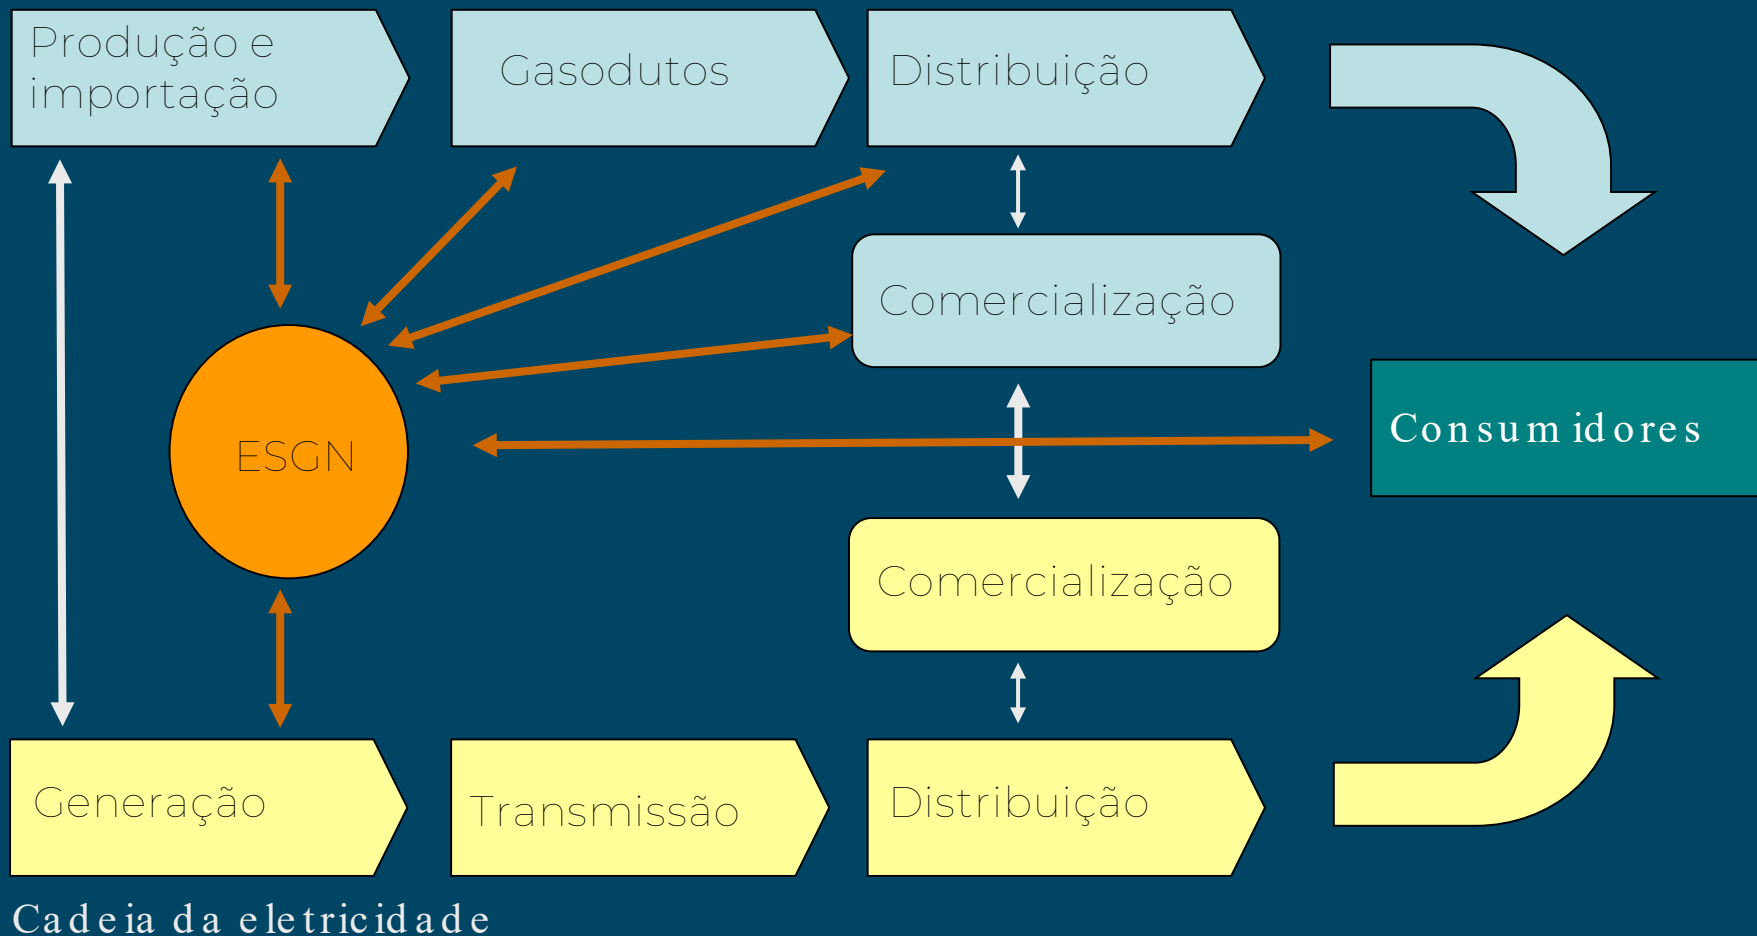 Produção e
importação
Gasodutos
Distribuição
Comercialização
ESGN
Consumidores
Comercialização
Generação
Transmissão
Distribuição
Cadeia da eletricidade